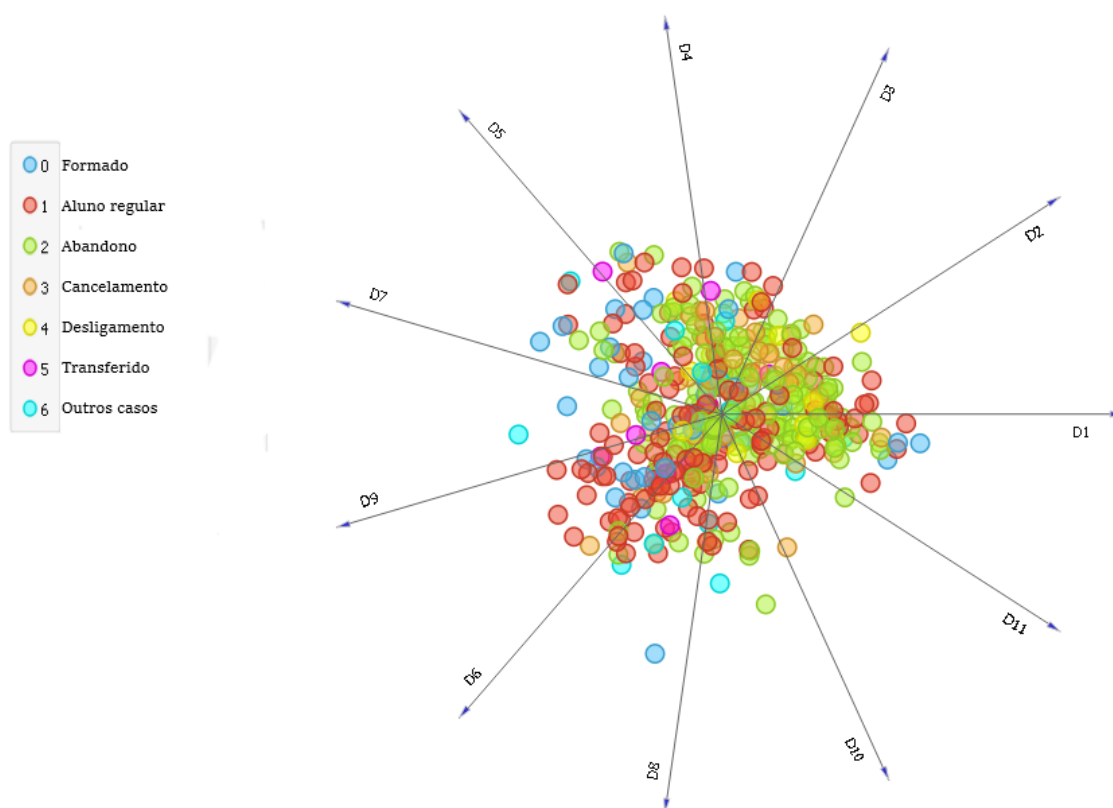 0 Formado
1 Aluno regular
2 Abandono
3 Cancelamento
4 Desligamento
5 Transferido
6 Outros casos
D4
D3
D5
D2
D7
D1
D9
D11
D6
D10
D8